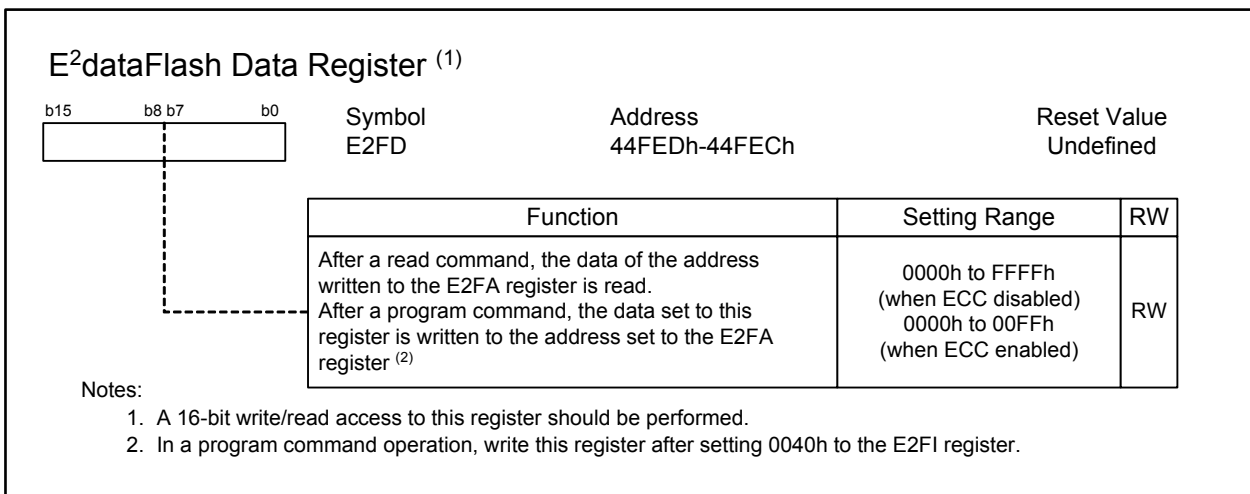 E²dataFlash Data Register (1)
b15 b8 b7 b0
Symbol Address Reset Value
E2FD 44FEDh-44FECh Undefined
Function Setting Range RW
After a read command, the data of the address
written to the E2FA register is read.
After a program command, the data set to this
register is written to the address set to the E2FA
register (2)
0000h to FFFFh
(when ECC disabled)
0000h to 00FFh
(when ECC enabled)
RW
Notes:
1. A 16-bit write/read access to this register should be performed.
2. In a program command operation, write this register after setting 0040h to the E2FI register.